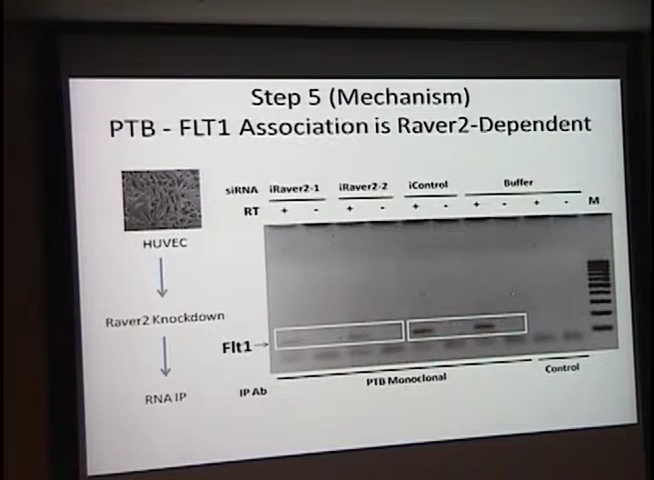 Step 5 (Mechanism)
PTB - FLT1 Association is Raver2-Dependent
siRNA iRaver2-1 iRaver2-2 iControl Buffer
RT + - + - + - + - + - M
HUVEC
Raver2 Knockdown
Flt1
RNA IP
IP Ab PTB Monoclonal Control